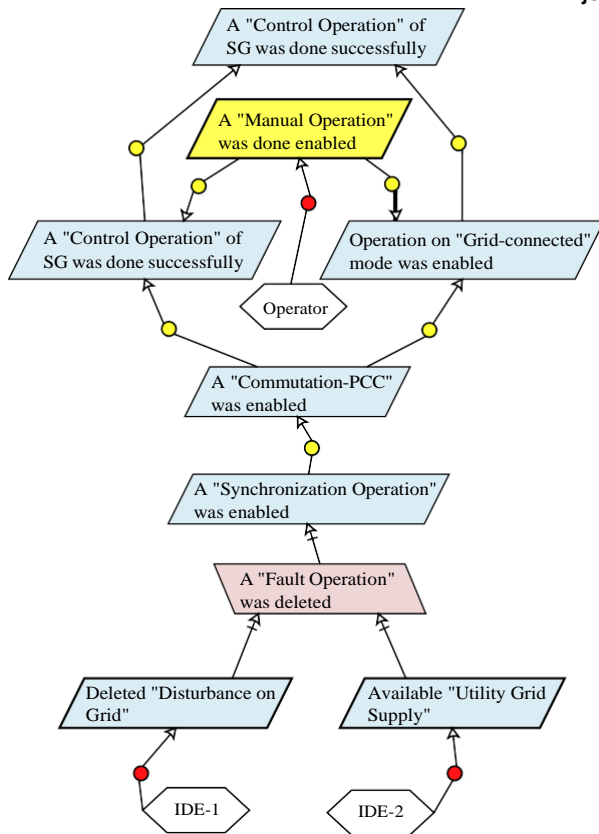 A "Control Operation" of
SG was done successfully
A "Manual Operation"
was done enabled
A "Control Operation" of
SG was done successfully
Operation on "Grid-connected"
mode was enabled
Operator
A "Commutation-PCC"
was enabled
A "Synchronization Operation"
was enabled
A "Fault Operation"
was deleted
Deleted "Disturbance on
Grid"
Available "Utility Grid
Supply"
IDE-1
IDE-2